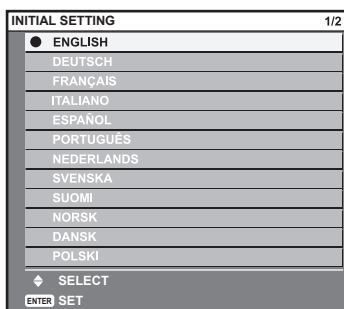 INITIAL SETTING 1/2
ENGLISH
DEUTSCH
FRANÇAIS
ITALIANO
ESPAÑOL
PORTUGUÊS
NEDERLANDS
SVENSKA
SUOMI
NORSK
DANSK
POLSKI
SELECT
ENTER SET